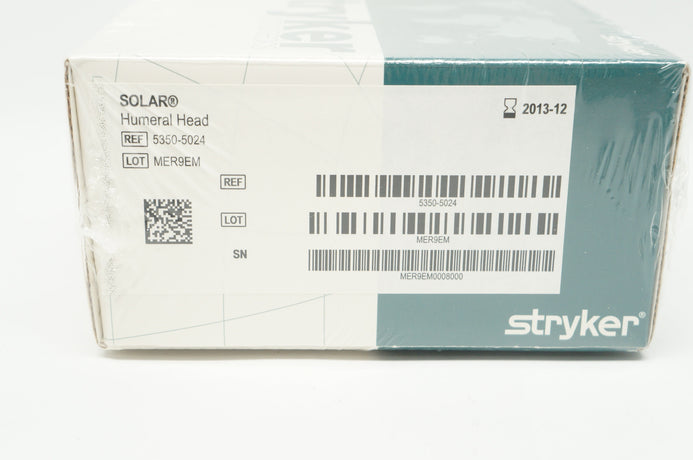 stryker
SOLAR®
Humeral Head
REF 5350-5024
LOT MER9EM
2013-12
REF
5350-5024
LOT
MER9EM
SN
MER9EM0008000
stryker®